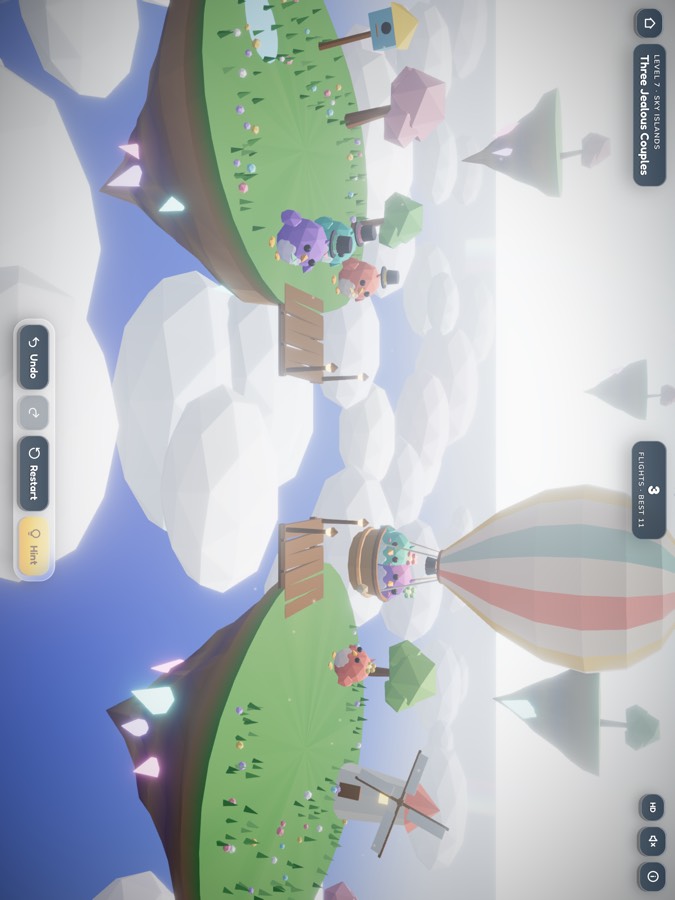 LEVEL 7 · SKY ISLANDS
Three Jealous Couples
3
FLIGHTS · BEST 11
HD
Undo
Restart
Hint